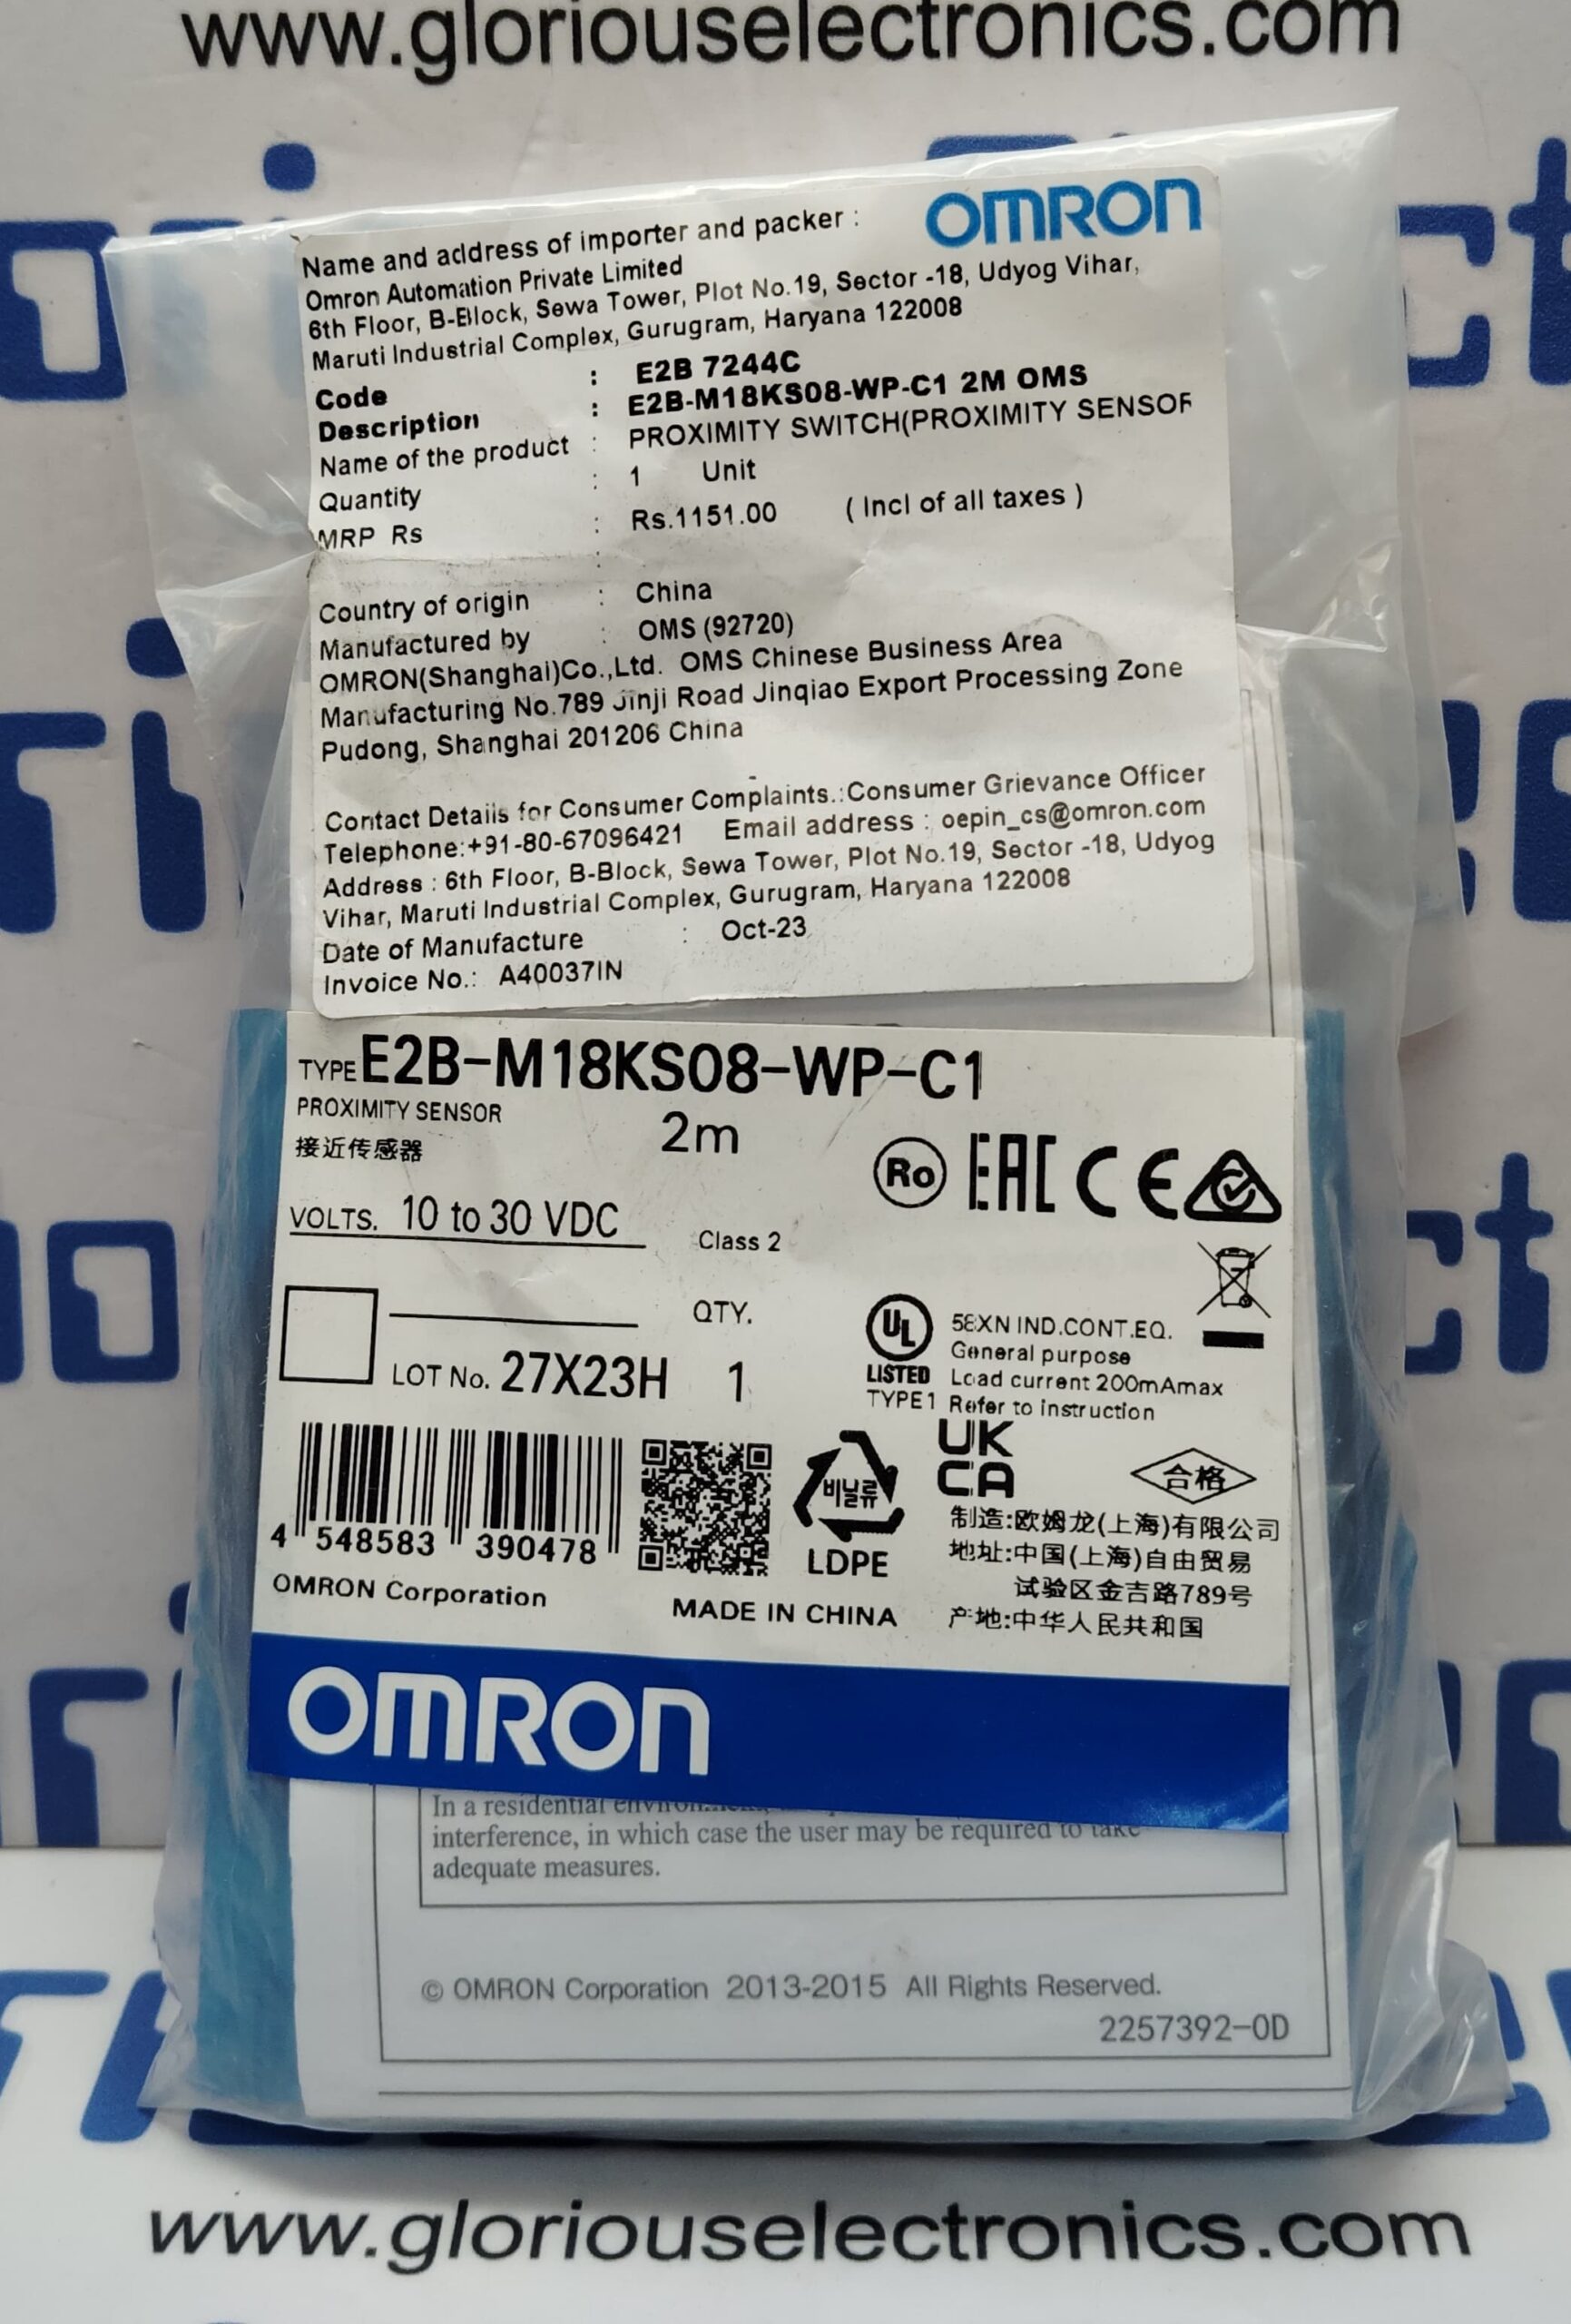 www.gloriouselectronics.com
OMRON
Name and address of importer and packer :
Omron Automation Private Limited
6th Floor, B-Block, Sewa Tower, Plot No.19, Sector -18, Udyog Vihar,
Maruti Industrial Complex, Gurugram, Haryana 122008
Code : E2B 7244C
Description : E2B-M18KS08-WP-C1 2M OMS
Name of the product : PROXIMITY SWITCH(PROXIMITY SENSOR
Quantity : 1 Unit
MRP Rs : Rs.1151.00 ( Incl of all taxes )
:
Country of origin : China
Manufactured by : OMS (92720)
OMRON(Shanghai)Co.,Ltd. OMS Chinese Business Area
Manufacturing No.789 Jinji Road Jinqiao Export Processing Zone
Pudong, Shanghai 201206 China
Contact Details for Consumer Complaints.:Consumer Grievance Officer
Telephone:+91-80-67096421 Email address : oepin_cs@omron.com
Address : 6th Floor, B-Block, Sewa Tower, Plot No.19, Sector -18, Udyog
Vihar, Maruti Industrial Complex, Gurugram, Haryana 122008
Date of Manufacture : Oct-23
Invoice No.: A40037IN
TYPE E2B-M18KS08-WP-C1
PROXIMITY SENSOR 2m
接近传感器
Ro EAC CE
VOLTS. 10 to 30 VDC Class 2
QTY.
LOT No. 27X23H 1
UL LISTED TYPE1
58XN IND.CONT.EQ.
General purpose
Load current 200mAmax
Refer to instruction
4 548583 390478
비닐류
LDPE
UK
CA
合格
OMRON Corporation
MADE IN CHINA
制造:欧姆龙(上海)有限公司
地址:中国(上海)自由贸易
试验区金吉路789号
产地:中华人民共和国
OMRON
In a residential
interference, in which case the user may be required to take
adequate measures.
© OMRON Corporation 2013-2015 All Rights Reserved.
2257392-0D
www.gloriouselectronics.com